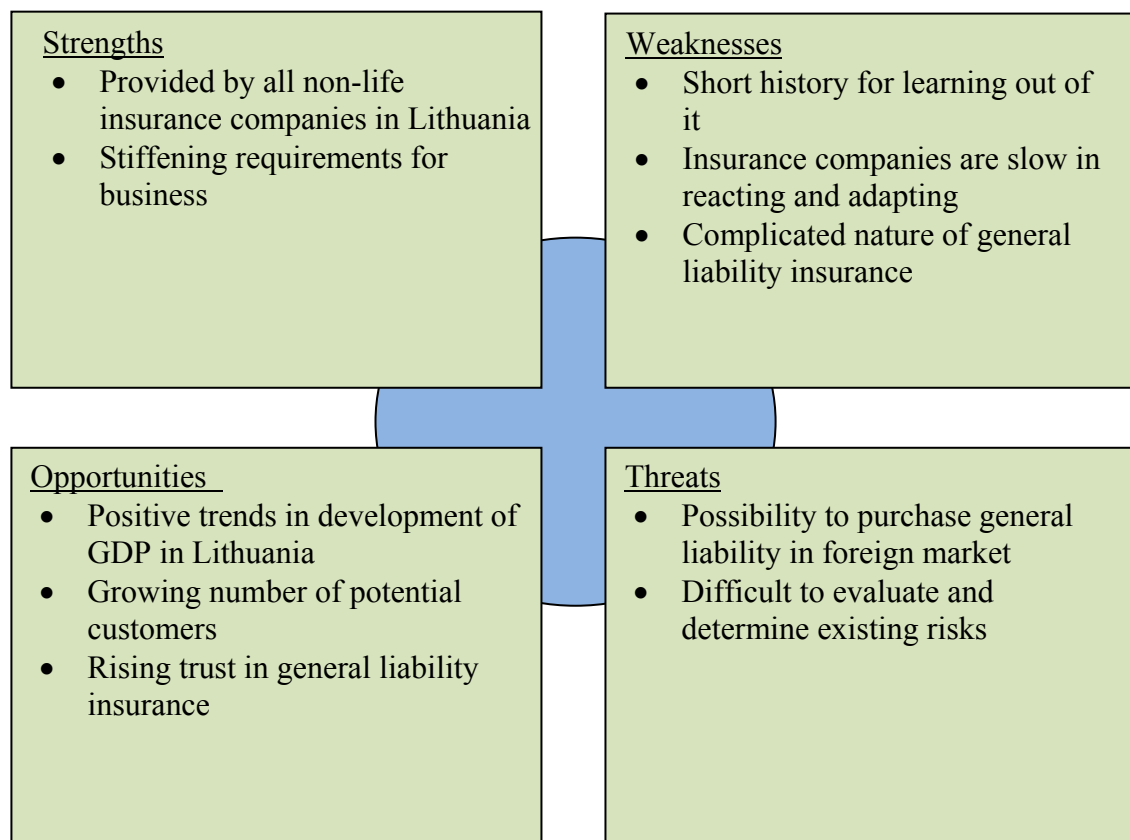 Strengths
• Provided by all non-life
insurance companies in Lithuania
• Stiffening requirements for
business
Weaknesses
• Short history for learning out of
it
• Insurance companies are slow in
reacting and adapting
• Complicated nature of general
liability insurance
Opportunities
• Positive trends in development of
GDP in Lithuania
• Growing number of potential
customers
• Rising trust in general liability
insurance
Threats
• Possibility to purchase general
liability in foreign market
• Difficult to evaluate and
determine existing risks